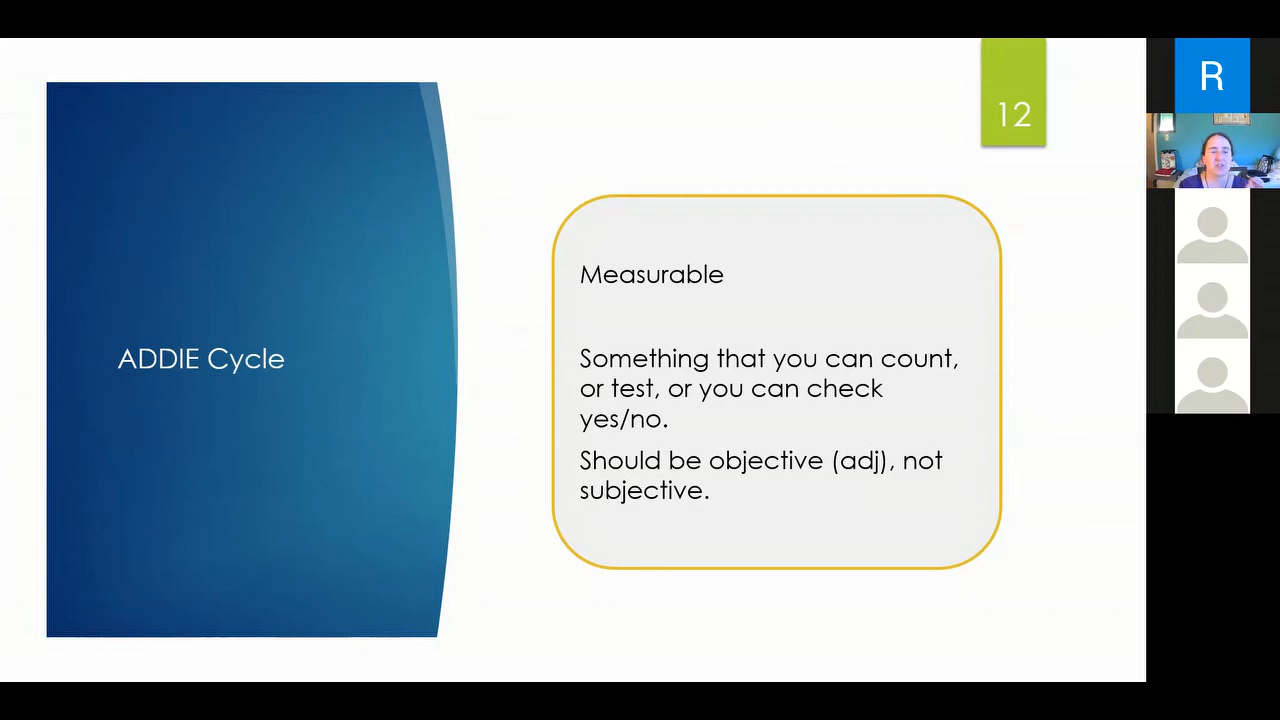 12
ADDIE Cycle
Measurable
Something that you can count,
or test, or you can check
yes/no.
Should be objective (adj), not
subjective.
R